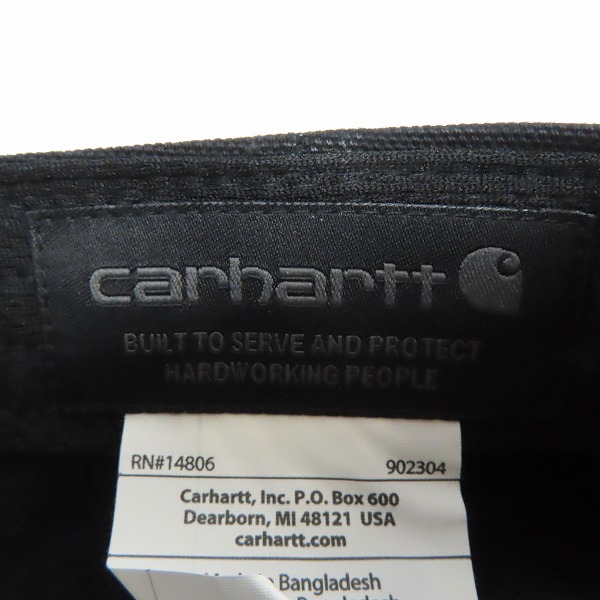 carhartt
BUILT TO SERVE AND PROTECT
HARDWORKING PEOPLE
RN#14806 902304
Carhartt, Inc. P.O. Box 600
Dearborn, MI 48121 USA
carhartt.com
Bangladesh
Bangladesh